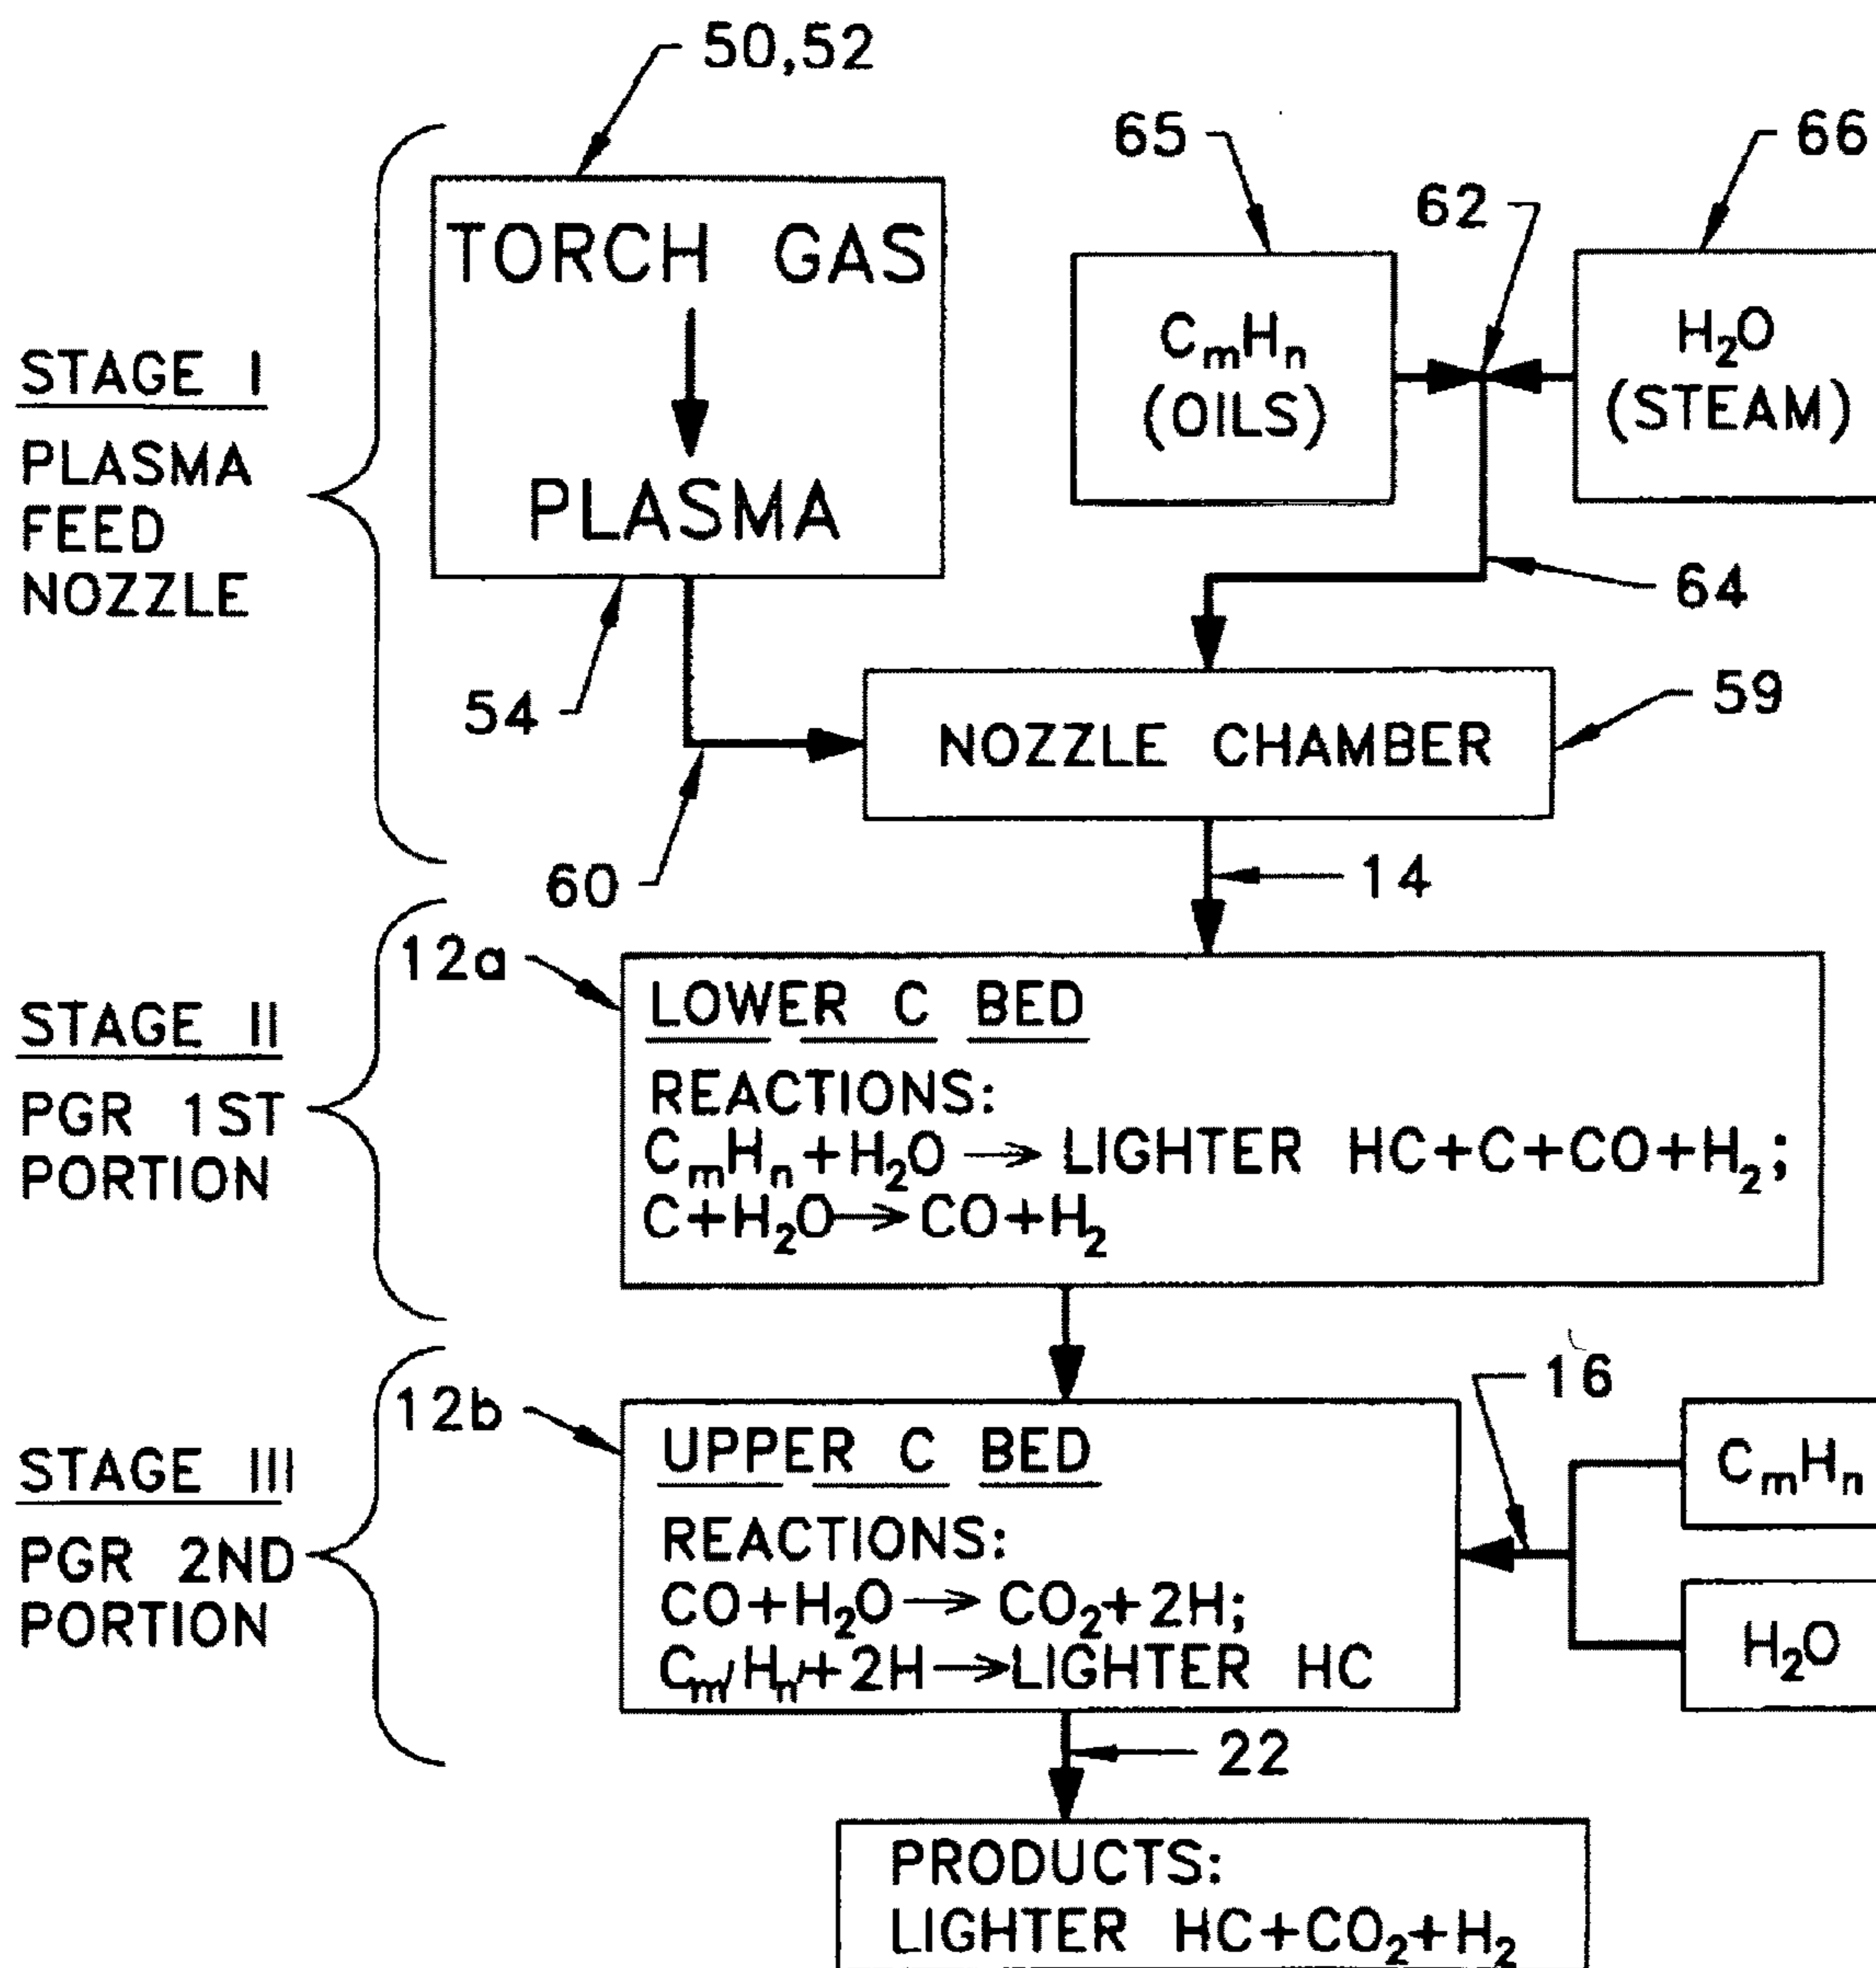 50,52
65
66
62
TORCH GAS
PLASMA
CₘHₙ
(OILS)
H₂O
(STEAM)
STAGE I
PLASMA
FEED
NOZZLE
64
54
NOZZLE CHAMBER
59
60
14
12a
LOWER C BED
REACTIONS:
CₘHₙ+H₂O→LIGHTER HC+C+CO+H₂;
C+H₂O→CO+H₂
STAGE II
PGR 1ST
PORTION
16
12b
UPPER C BED
REACTIONS:
CO+H₂O→CO₂+2H;
Cₘ′Hₙ′+2H→LIGHTER HC
CₘHₙ
H₂O
STAGE III
PGR 2ND
PORTION
22
PRODUCTS:
LIGHTER HC+CO₂+H₂